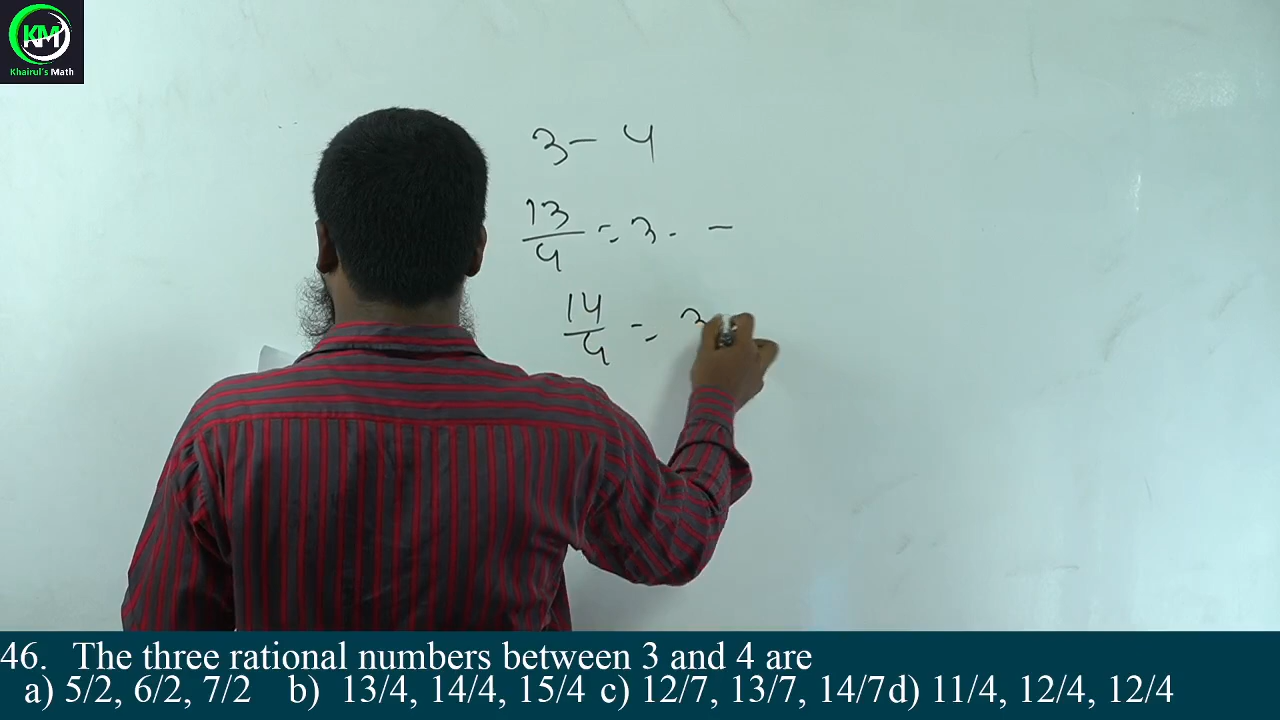 KM
Khairul's Math
3 - 4
13/4 = 3. -
14/4 = 3
46. The three rational numbers between 3 and 4 are
a) 5/2, 6/2, 7/2 b) 13/4, 14/4, 15/4 c) 12/7, 13/7, 14/7 d) 11/4, 12/4, 12/4